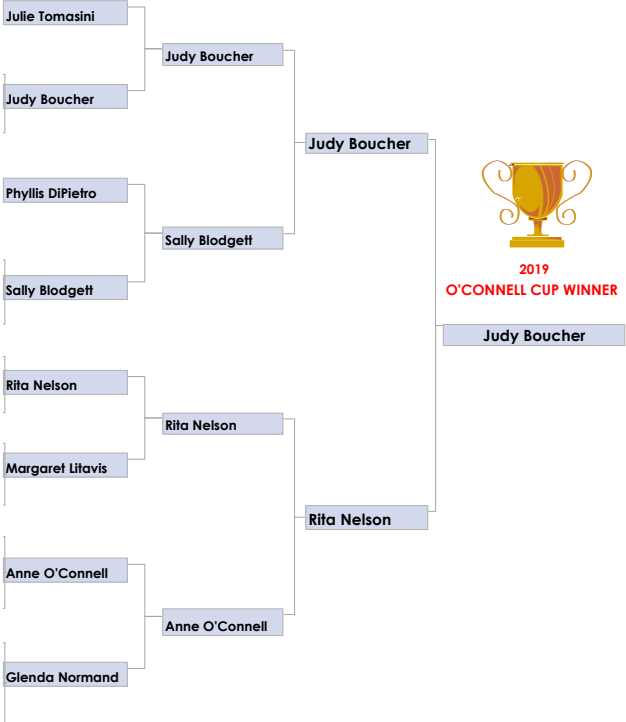 Julie Tomasini
Judy Boucher
Judy Boucher
Judy Boucher
Phyllis DiPietro
Sally Blodgett
Sally Blodgett
2019
O'CONNELL CUP WINNER
Judy Boucher
Rita Nelson
Rita Nelson
Margaret Litavis
Rita Nelson
Anne O'Connell
Anne O'Connell
Glenda Normand